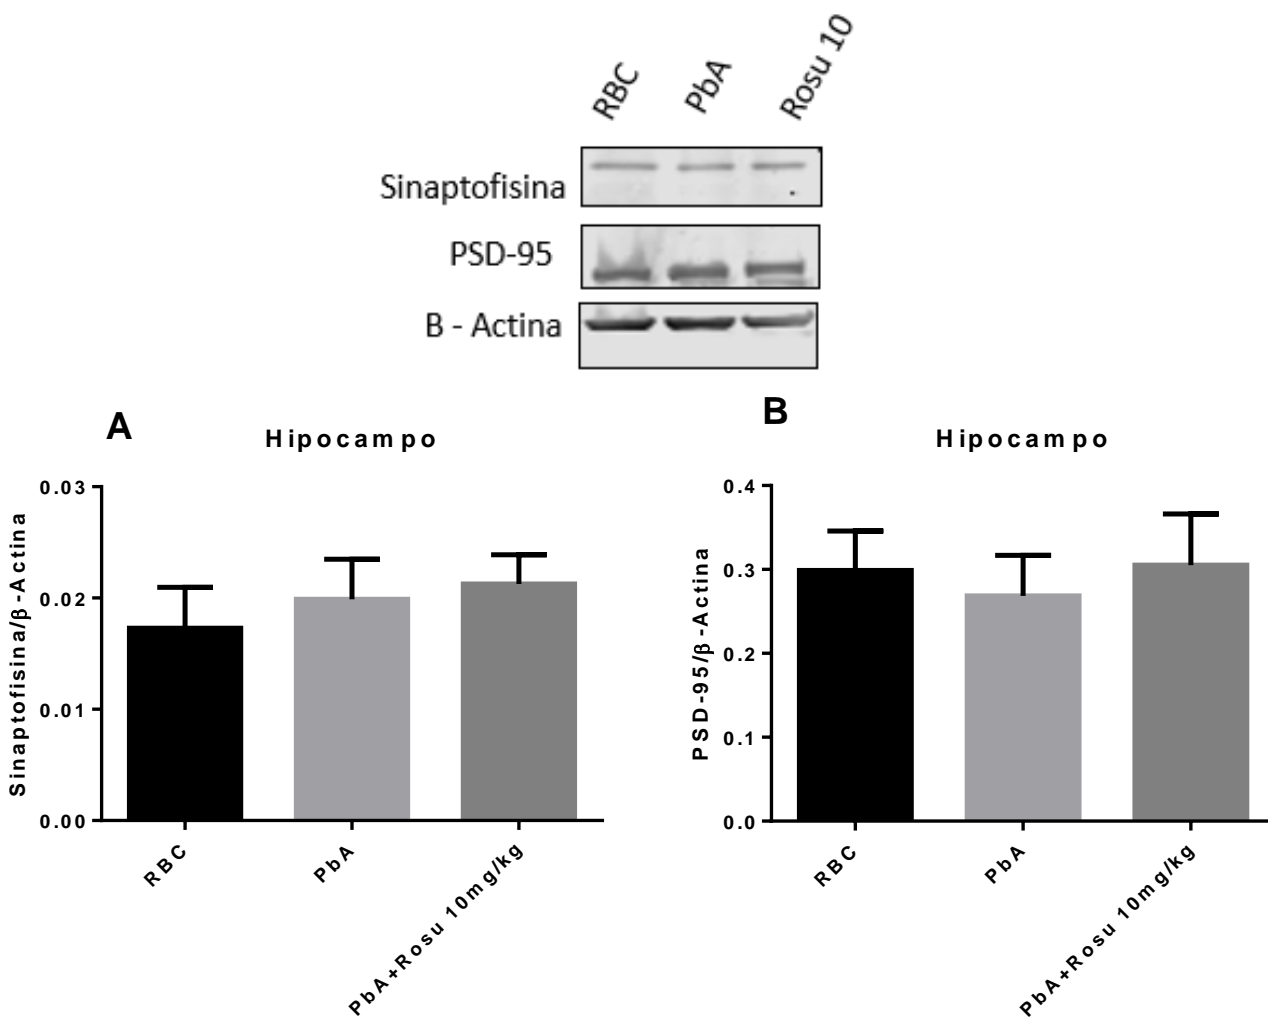 RBC PbA Rosu 10
Sinaptofisina
PSD-95
B - Actina
A
Hipocampo
Sinaptofisina/β-Actina
0.03
0.02
0.01
0.00
RBC
PbA
PbA+Rosu 10mg/kg
B
Hipocampo
PSD-95/β-Actina
0.4
0.3
0.2
0.1
0.0
RBC
PbA
PbA+Rosu 10mg/kg